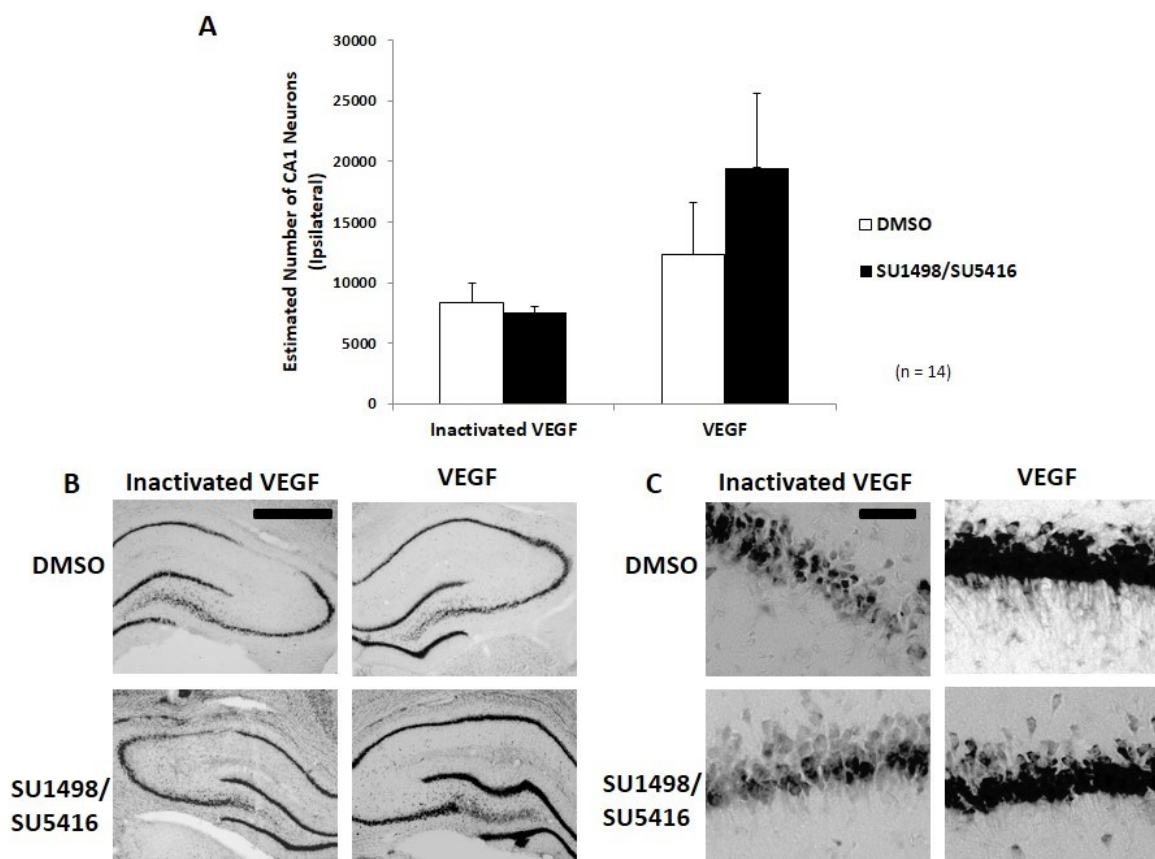 A
30000
25000
20000
15000
10000
5000
0
Estimated Number of CA1 Neurons
(Ipsilateral)
Inactivated VEGF
VEGF
DMSO
SU1498/SU5416
(n = 14)
B
Inactivated VEGF
VEGF
DMSO
SU1498/
SU5416
C
Inactivated VEGF
VEGF
DMSO
SU1498/
SU5416